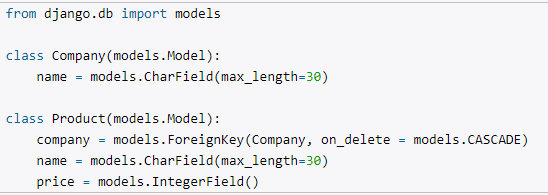 from django.db import models
class Company(models.Model):
    name = models.CharField(max_length=30)
class Product(models.Model):
    company = models.ForeignKey(Company, on_delete = models.CASCADE)
    name = models.CharField(max_length=30)
    price = models.IntegerField()